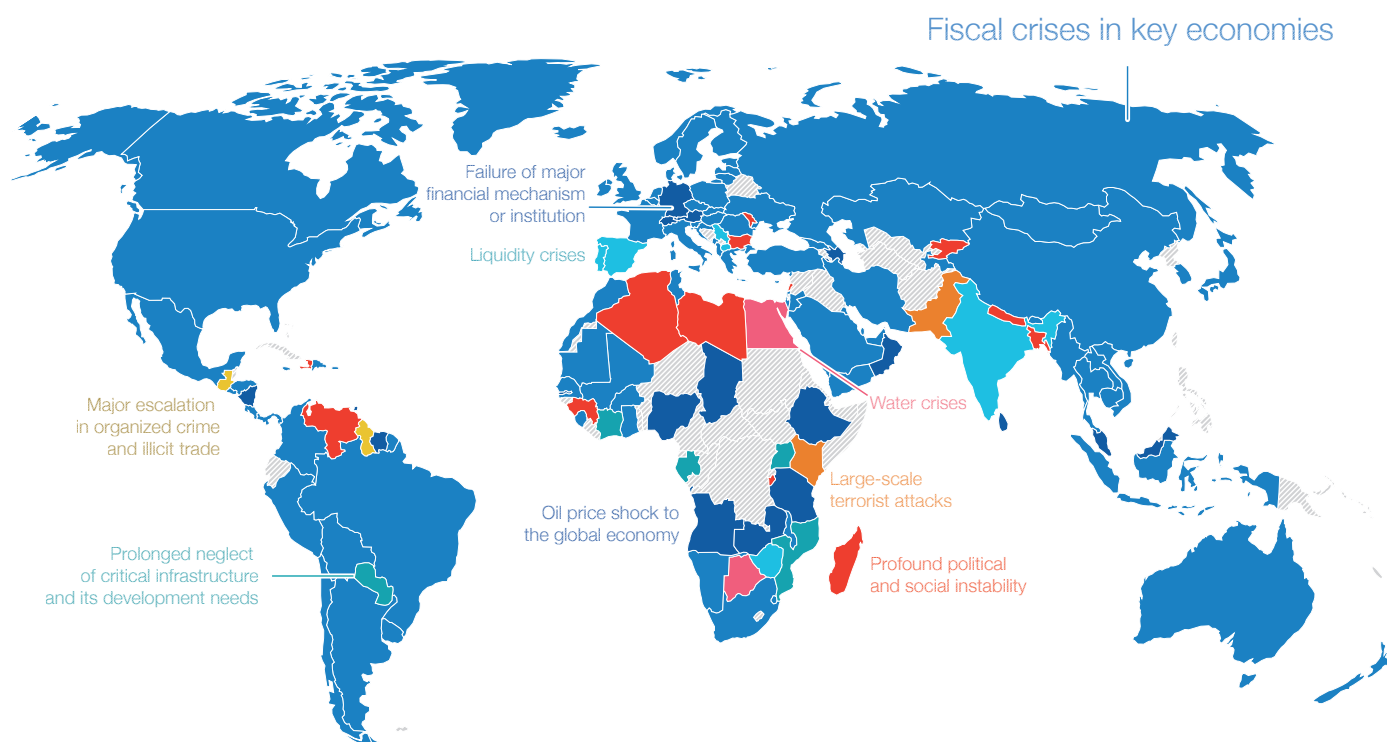 Fiscal crises in key economies
Failure of major
financial mechanism
or institution
Liquidity crises
Major escalation
in organized crime
and illicit trade
Water crises
Large-scale
terrorist attacks
Oil price shock to
the global economy
Prolonged neglect
of critical infrastructure
and its development needs
Profound political
and social instability